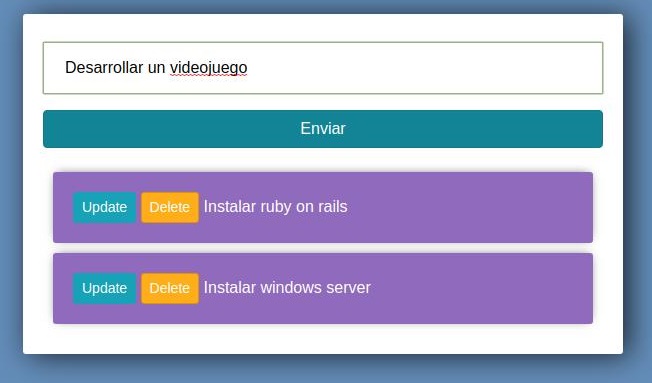 Desarrollar un videojuego
Enviar
Update Delete Instalar ruby on rails
Update Delete Instalar windows server